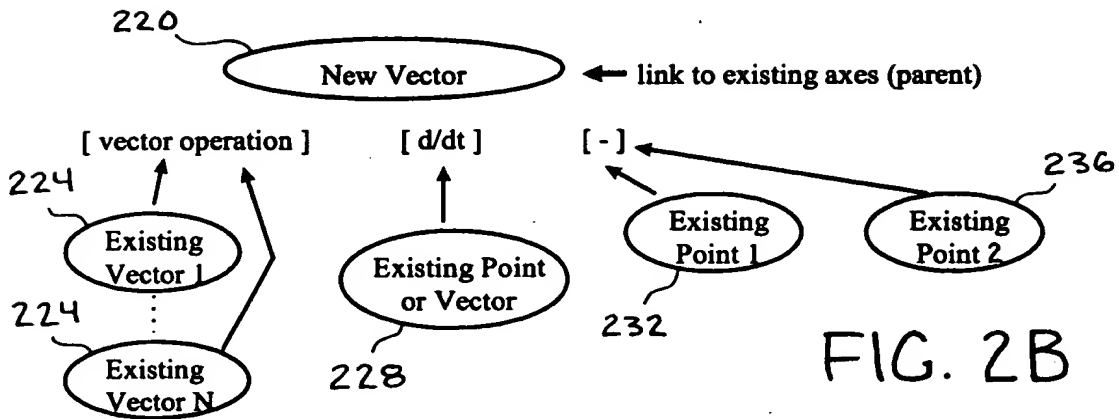 220
New Vector
link to existing axes (parent)
[ vector operation ]
[ d/dt ]
[ - ]
224
Existing
Vector 1
224
Existing
Vector N
Existing Point
or Vector
228
Existing
Point 1
232
Existing
Point 2
236
FIG. 2B